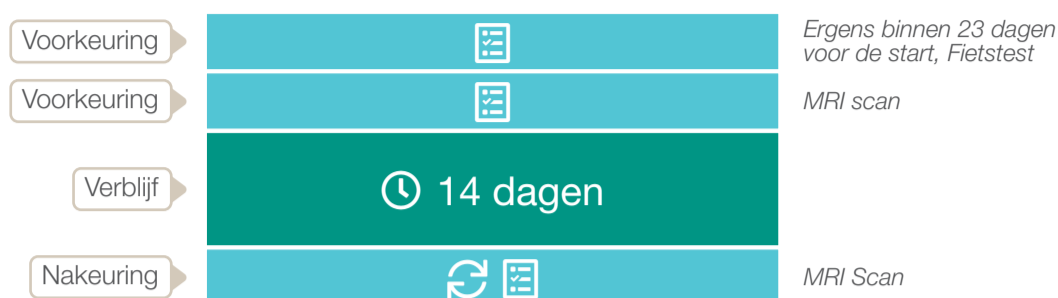 Voorkeuring
Ergens binnen 23 dagen
voor de start, Fietstest
Voorkeuring
MRI scan
Verblijf
14 dagen
Nakeuring
MRI Scan